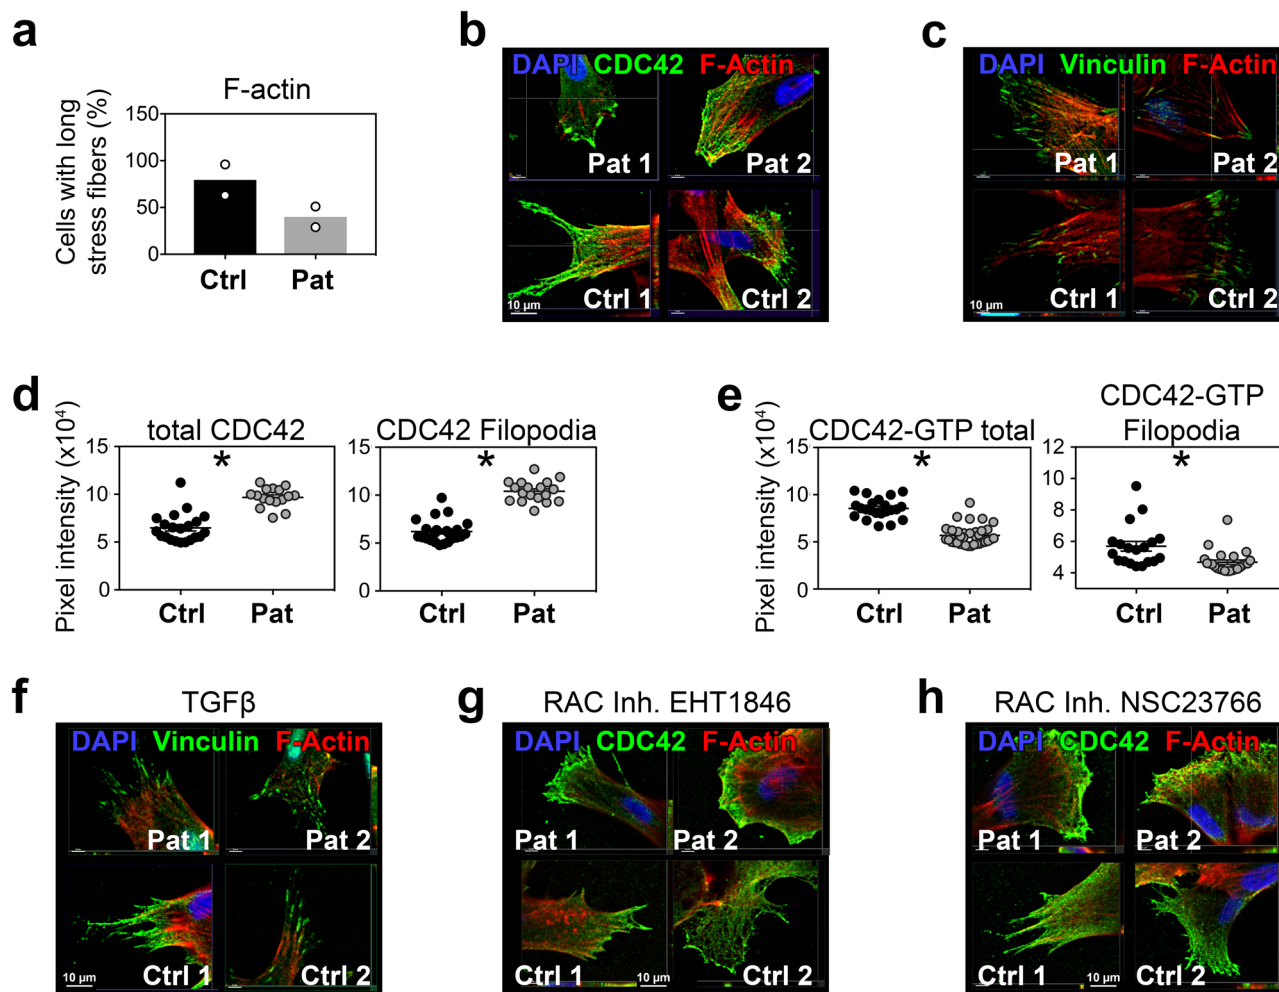 a
F-actin
Cells with long
stress fibers (%)
150
100
50
0
Ctrl Pat
b
DAPI CDC42 F-Actin
Pat 1 Pat 2
Ctrl 1 Ctrl 2
10 µm
c
DAPI Vinculin F-Actin
Pat 1 Pat 2
Ctrl 1 Ctrl 2
10 µm
d
Pixel intensity (x10⁴)
total CDC42
15
10
5
0
*
Ctrl Pat
CDC42 Filopodia
15
10
5
0
*
Ctrl Pat
e
Pixel intensity (x10⁴)
CDC42-GTP total
15
10
5
0
*
Ctrl Pat
CDC42-GTP
Filopodia
12
8
6
4
*
Ctrl Pat
f
TGFβ
DAPI Vinculin F-Actin
Pat 1 Pat 2
Ctrl 1 Ctrl 2
10 µm
g
RAC Inh. EHT1846
DAPI CDC42 F-Actin
Pat 1 Pat 2
Ctrl 1 Ctrl 2
10 µm
h
RAC Inh. NSC23766
DAPI CDC42 F-Actin
Pat 1 Pat 2
Ctrl 1 Ctrl 2
10 µm